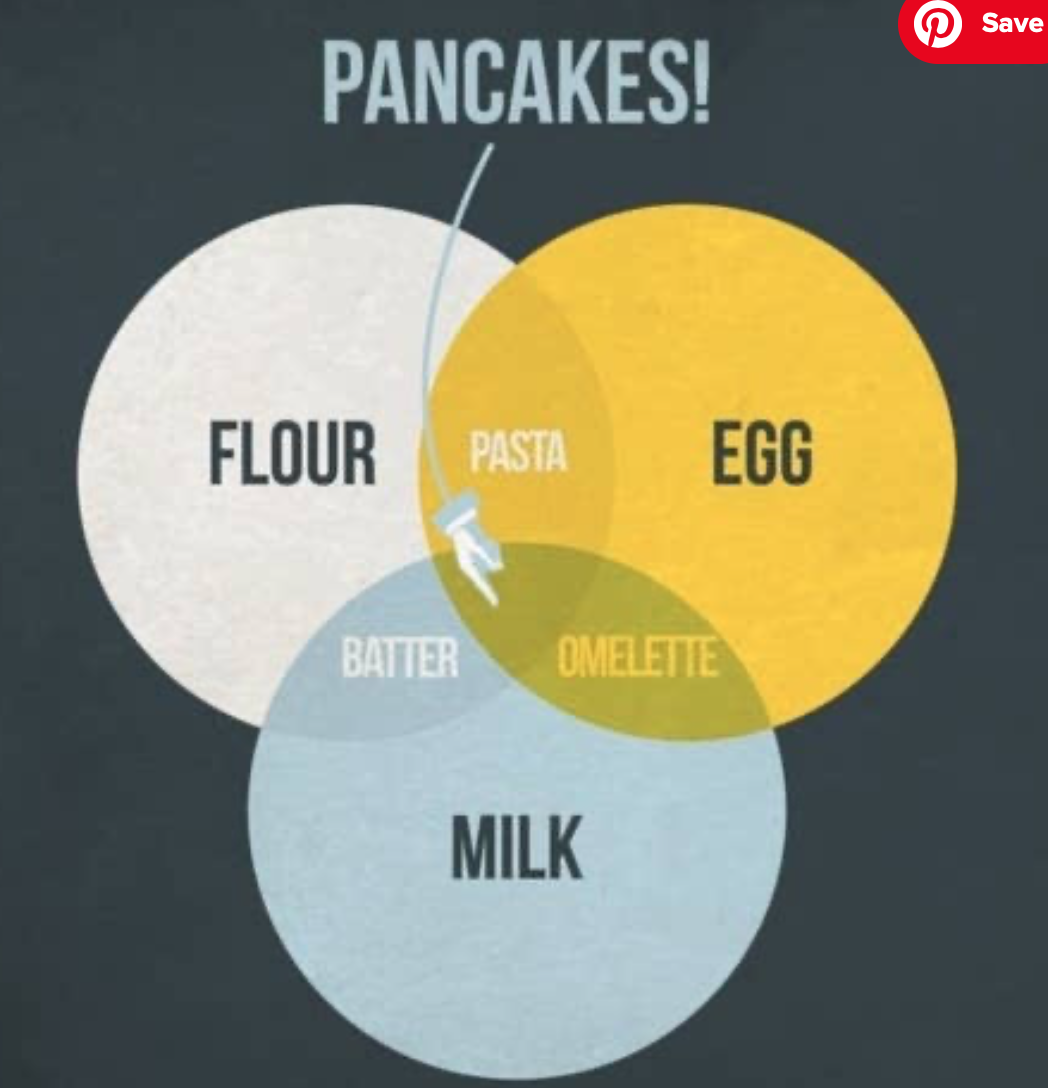 Save
PANCAKES!
FLOUR
PASTA
EGG
BATTER
OMELETTE
MILK